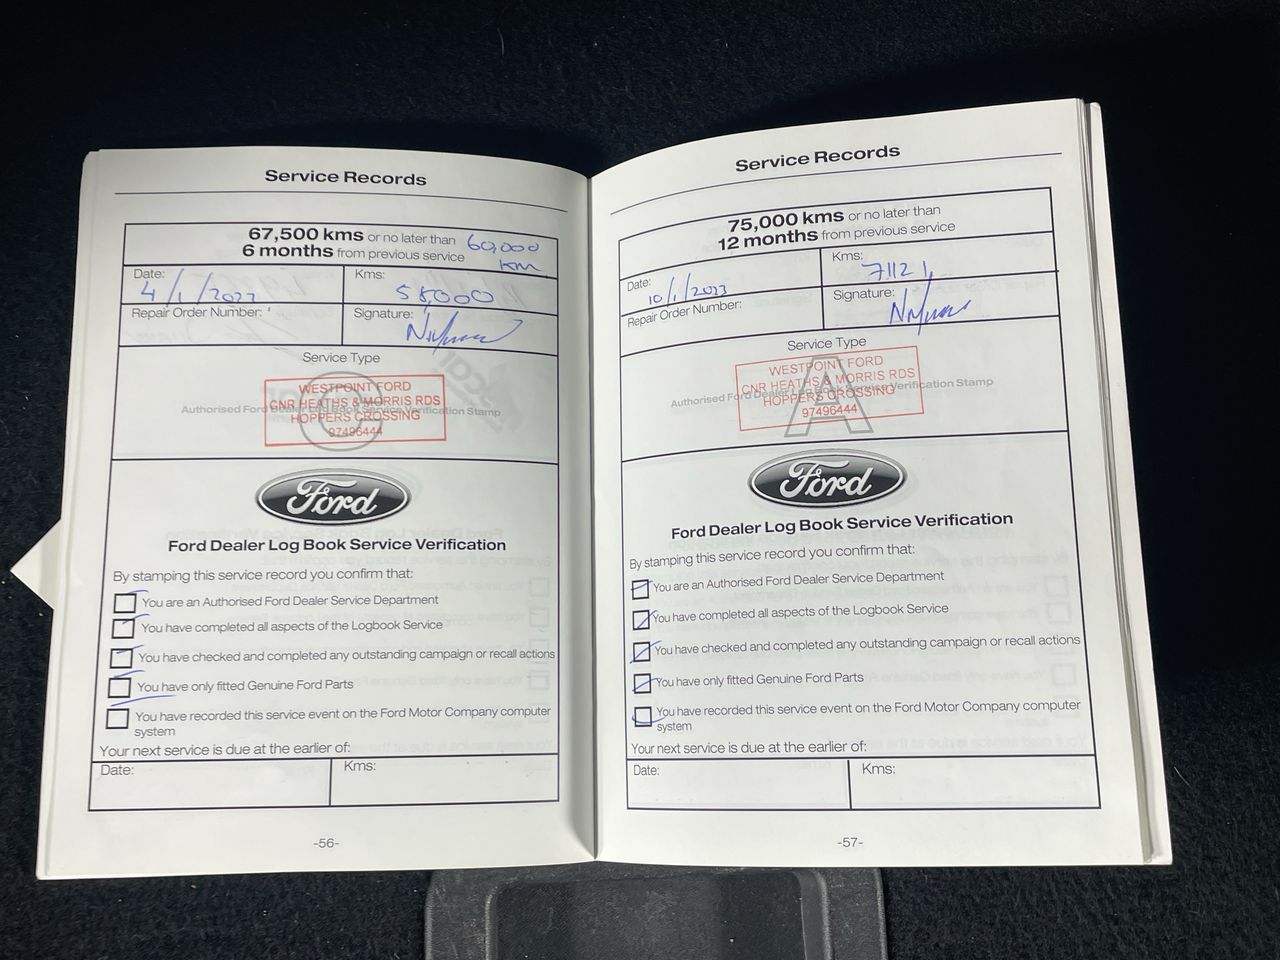 Service Records
67,500 kms or no later than
6 months from previous service
60,000
km
Date:
4/1/2022
Kms:
58,000
Repair Order Number:
Signature:
Service Type
WESTPOINT FORD
CNR HEATHS & MORRIS RDS
Authorised Ford Dealer Log Book Service Verification Stamp
HOPPERS CROSSING
97496444
C
Ford
Ford Dealer Log Book Service Verification
By stamping this service record you confirm that:
You are an Authorised Ford Dealer Service Department
You have completed all aspects of the Logbook Service
You have checked and completed any outstanding campaign or recall actions
You have only fitted Genuine Ford Parts
You have recorded this service event on the Ford Motor Company computer
system
Your next service is due at the earlier of:
Date:
Kms:
-56-
Service Records
75,000 kms or no later than
12 months from previous service
Date:
10/1/2023
Kms:
71121
Repair Order Number:
Signature:
Service Type
WESTPOINT FORD
CNR HEATHS & MORRIS RDS
Authorised Ford Dealer Log Book Service Verification Stamp
HOPPERS CROSSING
97496444
A
Ford
Ford Dealer Log Book Service Verification
By stamping this service record you confirm that:
You are an Authorised Ford Dealer Service Department
You have completed all aspects of the Logbook Service
You have checked and completed any outstanding campaign or recall actions
You have only fitted Genuine Ford Parts
You have recorded this service event on the Ford Motor Company computer
system
Your next service is due at the earlier of:
Date:
Kms:
-57-